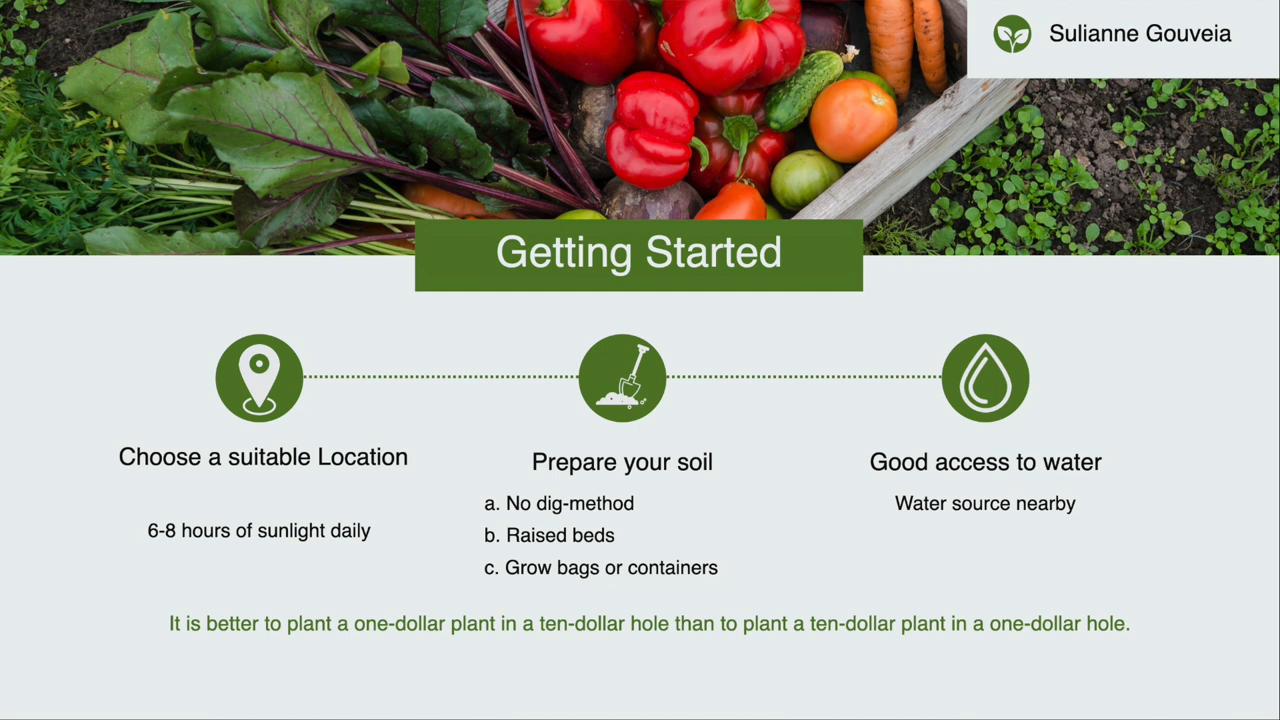 Sulianne Gouveia
Getting Started
Choose a suitable Location
6-8 hours of sunlight daily
Prepare your soil
a. No dig-method
b. Raised beds
c. Grow bags or containers
Good access to water
Water source nearby
It is better to plant a one-dollar plant in a ten-dollar hole than to plant a ten-dollar plant in a one-dollar hole.